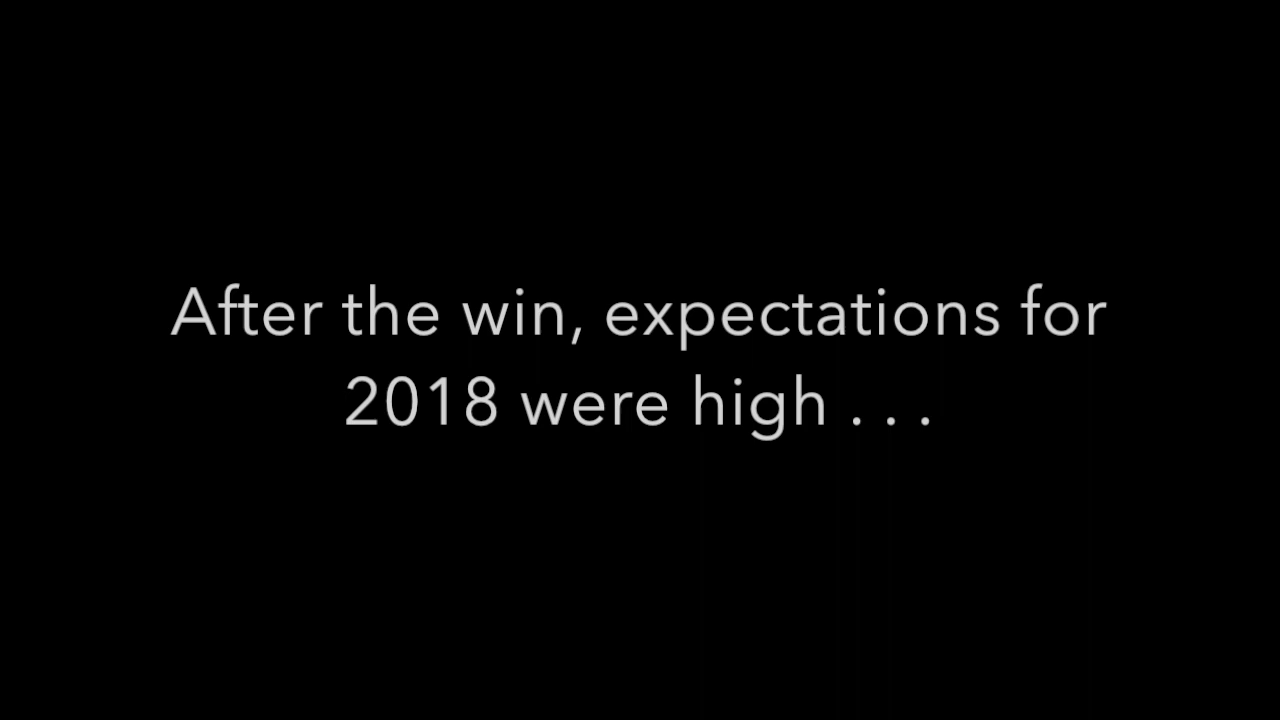 After the win, expectations for
2018 were high . . .